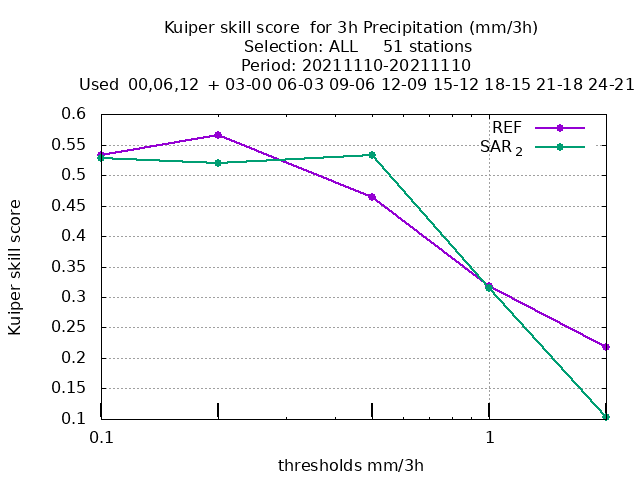 Kuiper skill score  for 3h Precipitation (mm/3h)
Selection: ALL     51 stations
Period: 20211110-20211110
Used  00,06,12  + 03-00 06-03 09-06 12-09 15-12 18-15 21-18 24-21
REF
SAR 2
Kuiper skill score
0.6
0.55
0.5
0.45
0.4
0.35
0.3
0.25
0.2
0.15
0.1
0.1 1
thresholds mm/3h